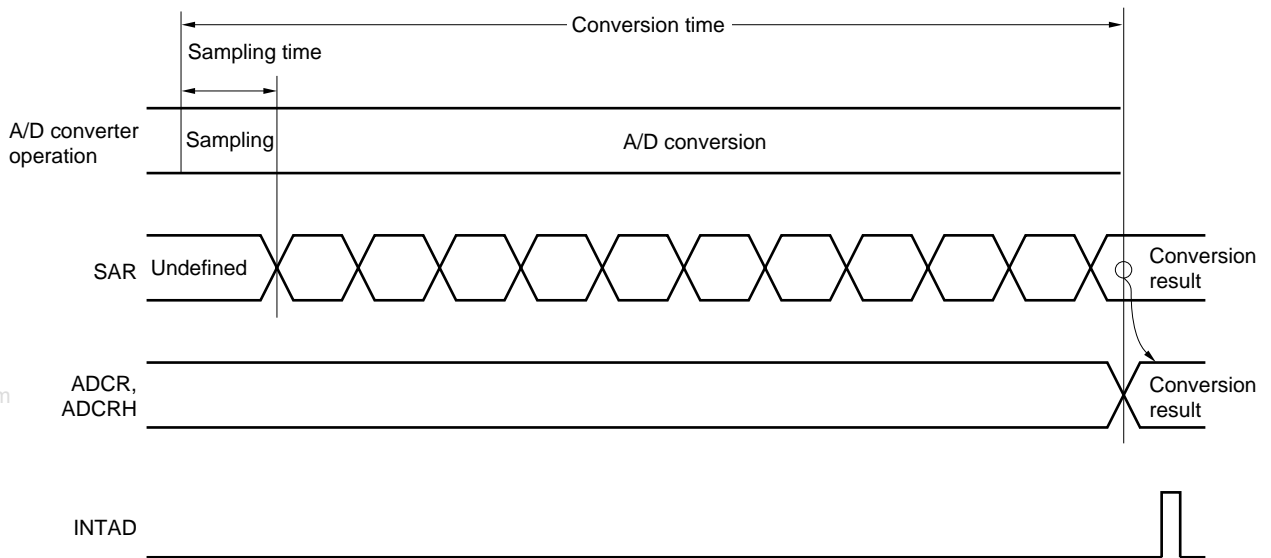 Conversion time
Sampling time
A/D converter
operation
Sampling
A/D conversion
SAR
Undefined
Conversion
result
m
ADCR,
ADCRH
Conversion
result
INTAD